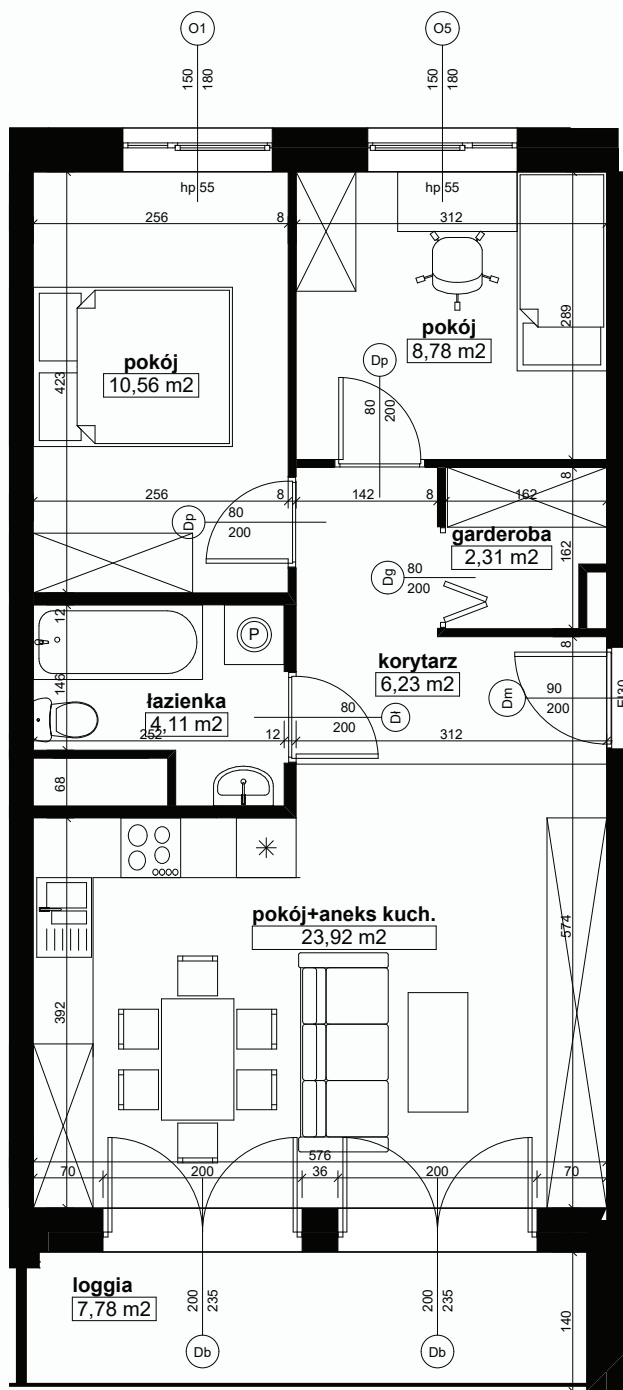 O1
O5
150
180
150
180
hp 55
hp 55
256
8
312
pokój
10,56 m2
423
pokój
8,78 m2
289
Dp
80
200
256
8
142
8
162
8
Dp
80
200
garderoba
2,31 m2
162
Dg
80
200
12
P
korytarz
6,23 m2
8
146
łazienka
4,11 m2
Dm
90
200
EI30
80
200
Dł
252
12
312
68
pokój+aneks kuch.
23,92 m2
574
392
576
70
200
36
200
70
loggia
7,78 m2
200
235
200
235
140
Db
Db